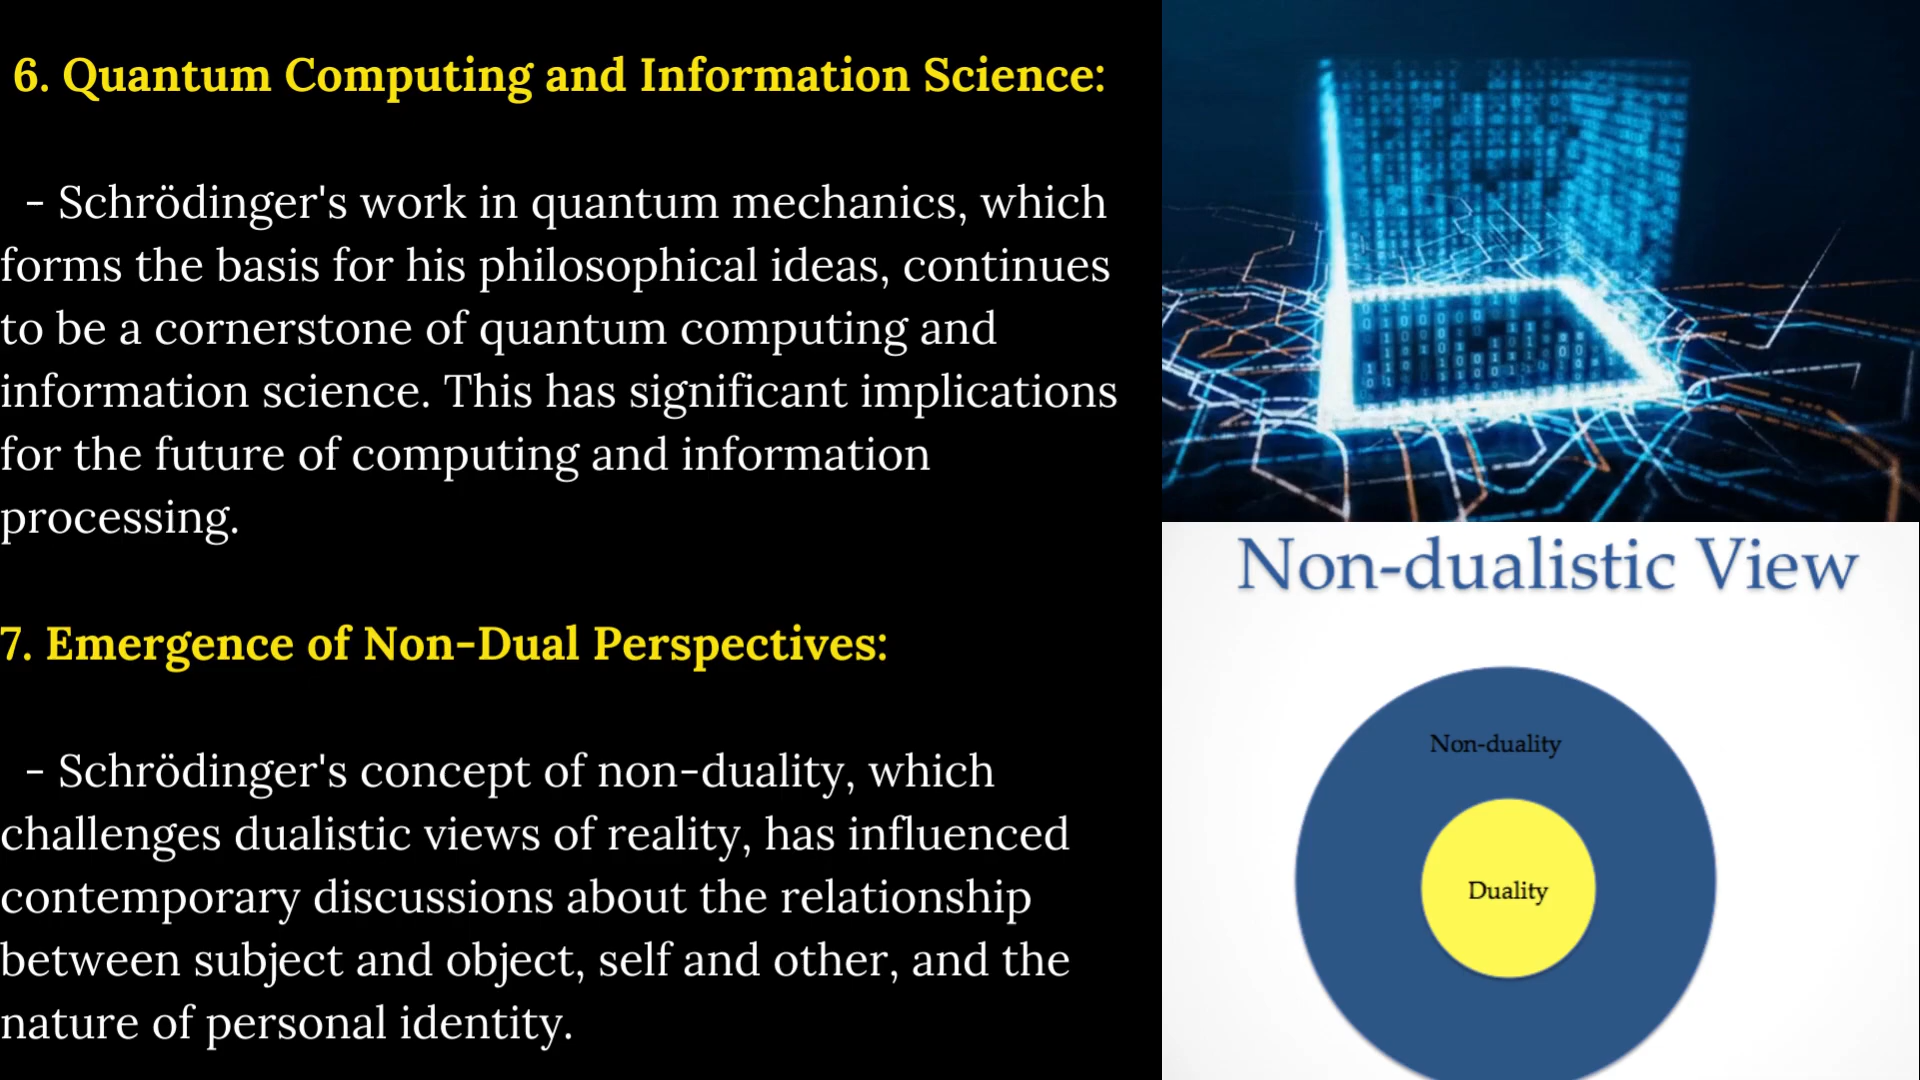 6. Quantum Computing and Information Science:
- Schrödinger's work in quantum mechanics, which
forms the basis for his philosophical ideas, continues
to be a cornerstone of quantum computing and
information science. This has significant implications
for the future of computing and information
processing.
7. Emergence of Non-Dual Perspectives:
- Schrödinger's concept of non-duality, which
challenges dualistic views of reality, has influenced
contemporary discussions about the relationship
between subject and object, self and other, and the
nature of personal identity.
Non-dualistic View
Non-duality
Duality